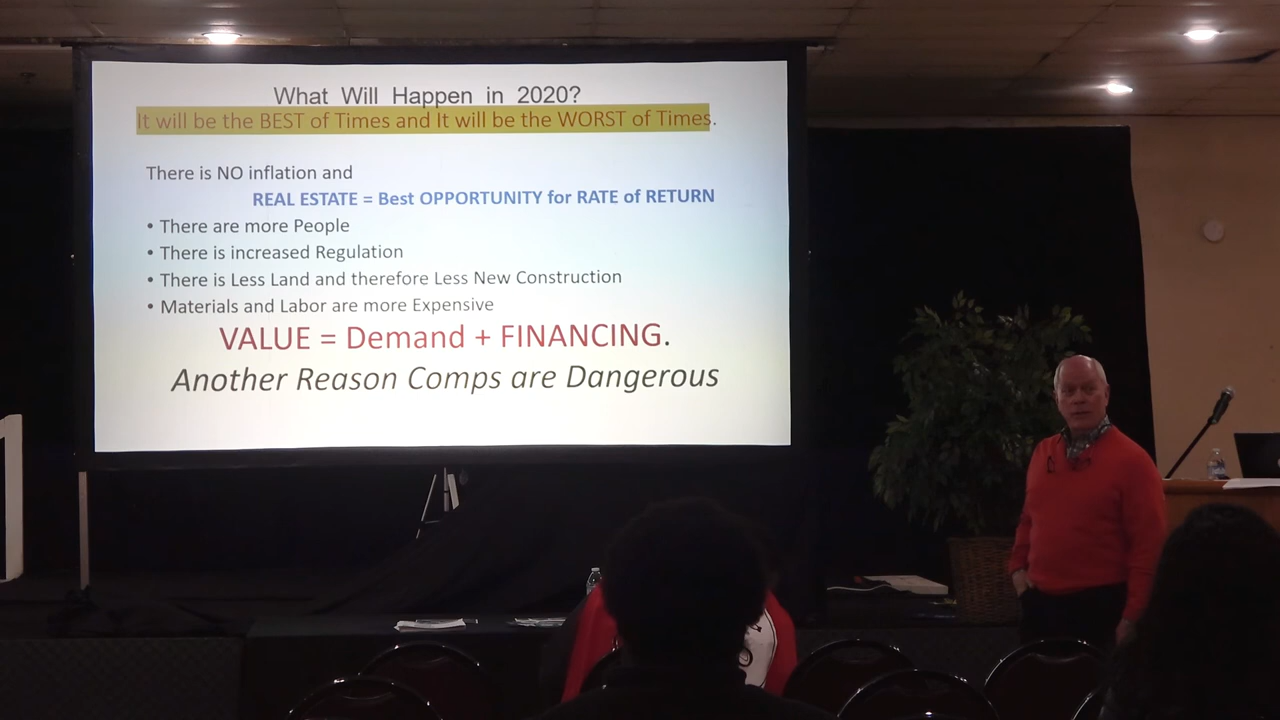 What Will Happen in 2020?
It will be the BEST of Times and It will be the WORST of Times.
There is NO inflation and
REAL ESTATE = Best OPPORTUNITY for RATE of RETURN
• There are more People
• There is increased Regulation
• There is Less Land and therefore Less New Construction
• Materials and Labor are more Expensive
VALUE = Demand + FINANCING.
Another Reason Comps are Dangerous